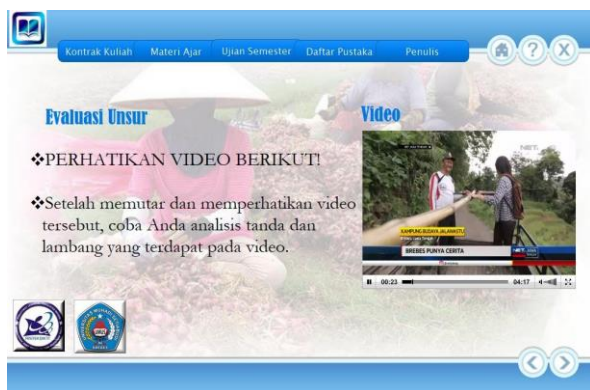 Kontrak Kuliah Materi Ajar Ujian Semester Daftar Pustaka Penulis
?
X
Evaluasi Unsur
❖PERHATIKAN VIDEO BERIKUT!
❖Setelah memutar dan memperhatikan video
tersebut, coba Anda analisis tanda dan
lambang yang terdapat pada video.
Video
NET.
KAMPUNG BUDAYA JALAWASTU
BREBES PUNYA CERITA
NET.
00:23
04:17